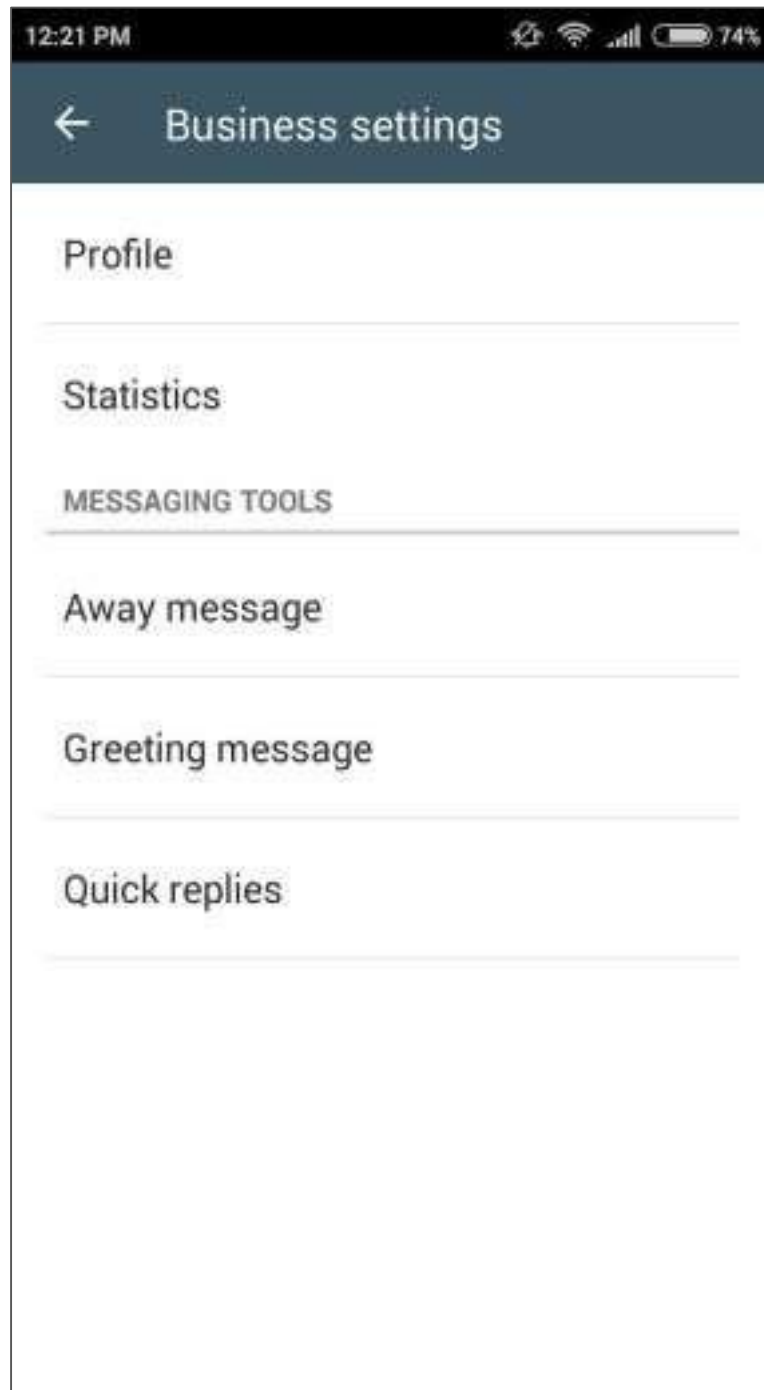 12:21 PM 74%
Business settings
Profile
Statistics
MESSAGING TOOLS
Away message
Greeting message
Quick replies